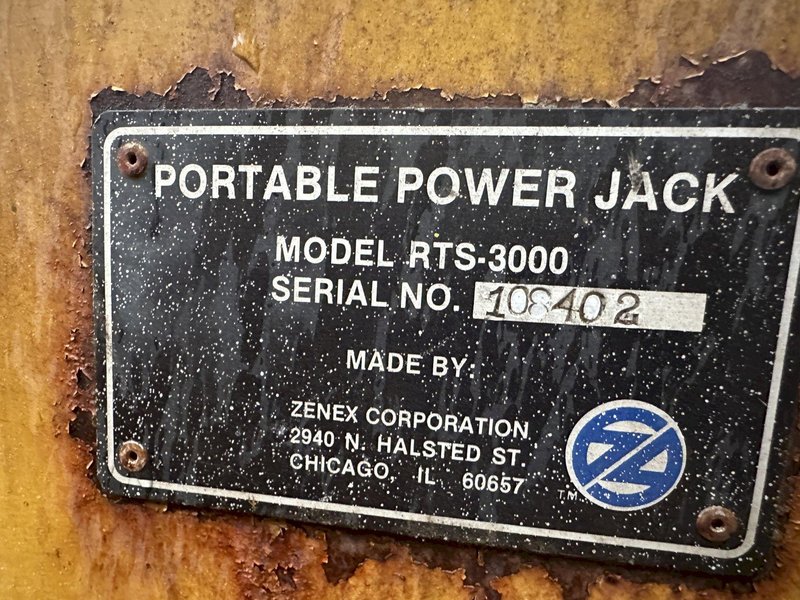 PORTABLE POWER JACK
MODEL RTS-3000
SERIAL NO. 108402
MADE BY:
ZENEX CORPORATION
2940 N. HALSTED ST.
CHICAGO, IL 60657
Z
T.M.